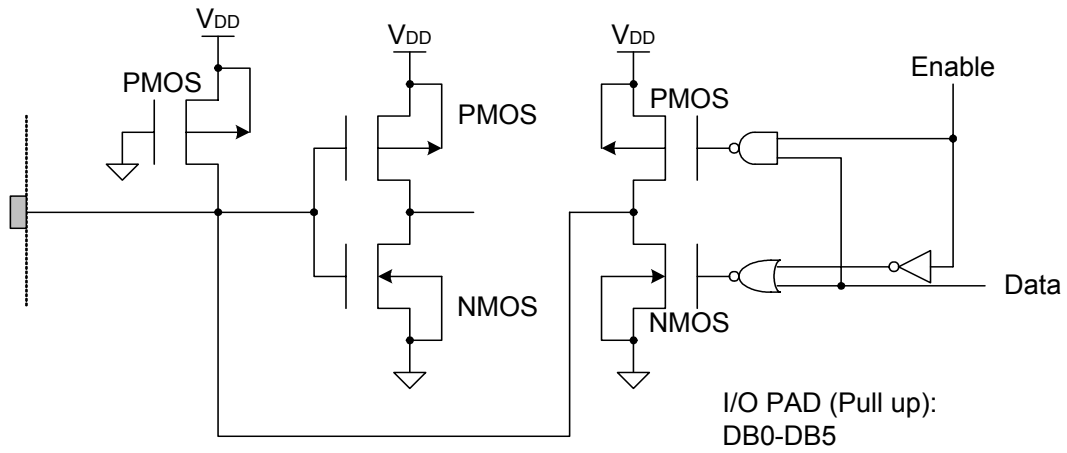 VDD
VDD
VDD
Enable
PMOS
PMOS
PMOS
NMOS
NMOS
Data
I/O PAD (Pull up):
DB0-DB5